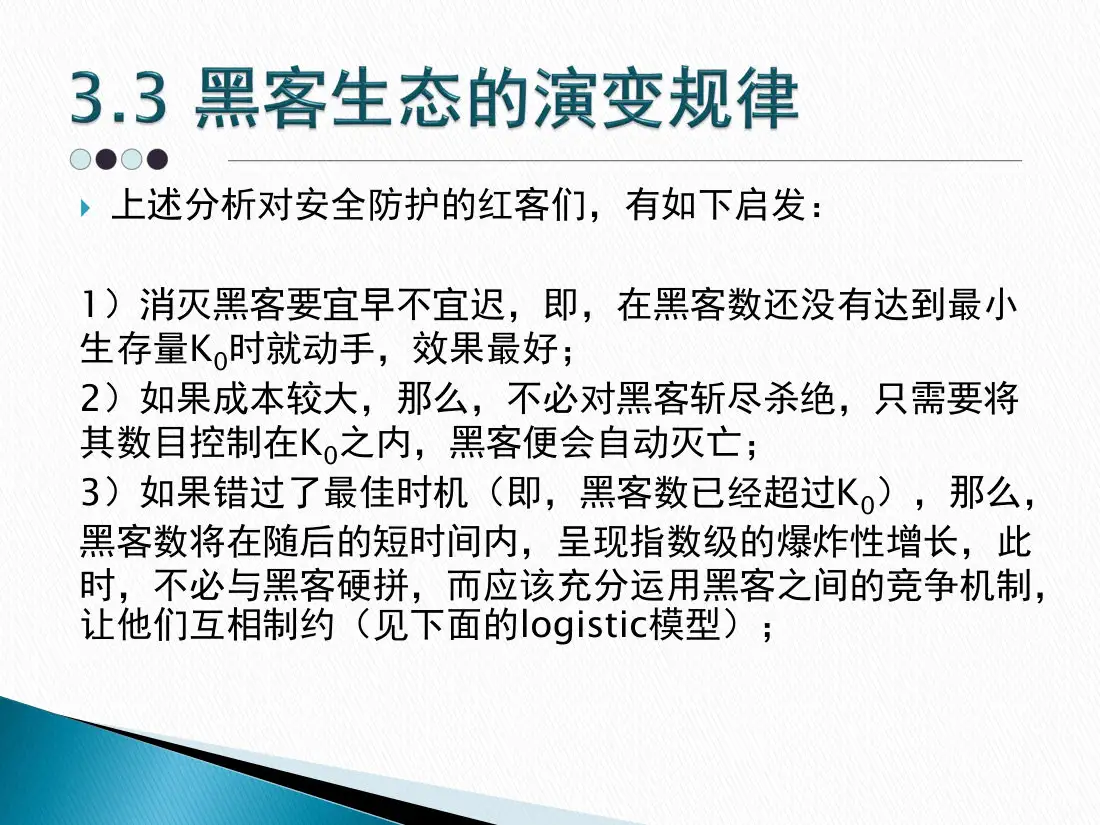 3.3 黑客生态的演变规律
上述分析对安全防护的红客们，有如下启发：
1）消灭黑客要宜早不宜迟，即，在黑客数还没有达到最小
生存量K0时就动手，效果最好；
2）如果成本较大，那么，不必对黑客斩尽杀绝，只需要将
其数目控制在K0之内，黑客便会自动灭亡；
3）如果错过了最佳时机（即，黑客数已经超过K0），那么，
黑客数将在随后的短时间内，呈现指数级的爆炸性增长，此
时，不必与黑客硬拼，而应该充分运用黑客之间的竞争机制，
让他们互相制约（见下面的logistic模型）；